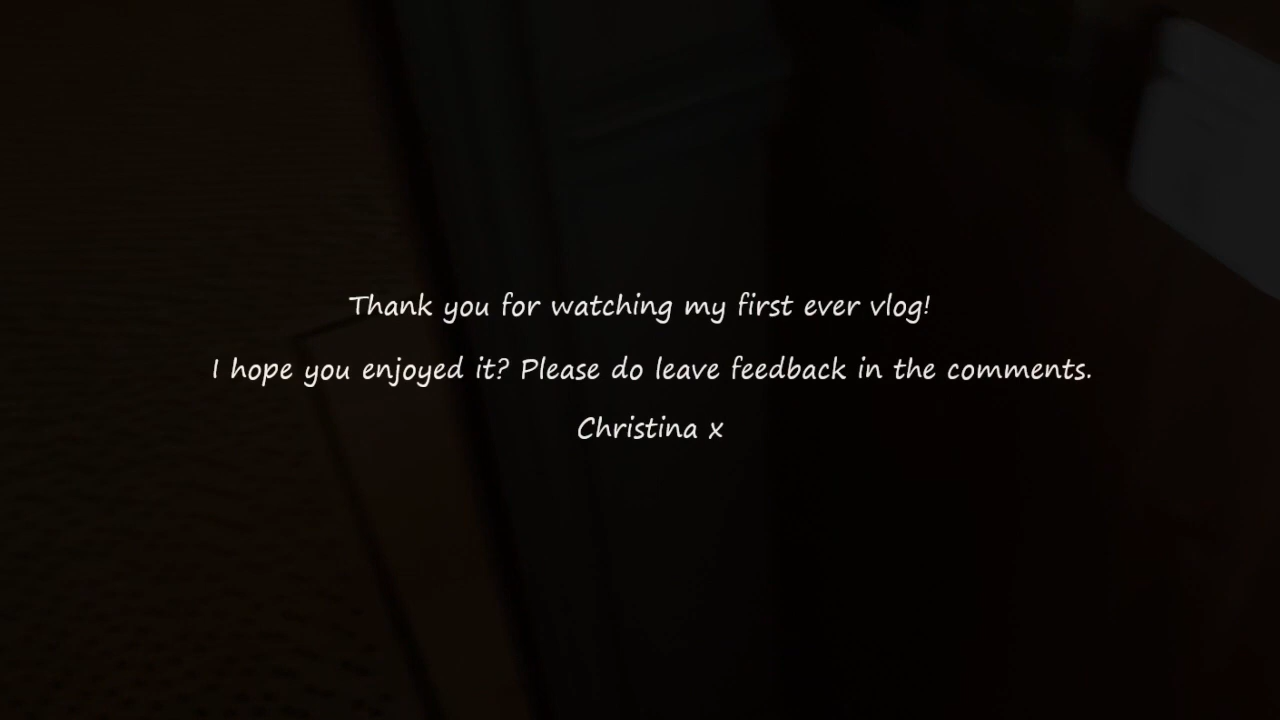 Thank you for watching my first ever vlog!
I hope you enjoyed it? Please do leave feedback in the comments.
Christina x